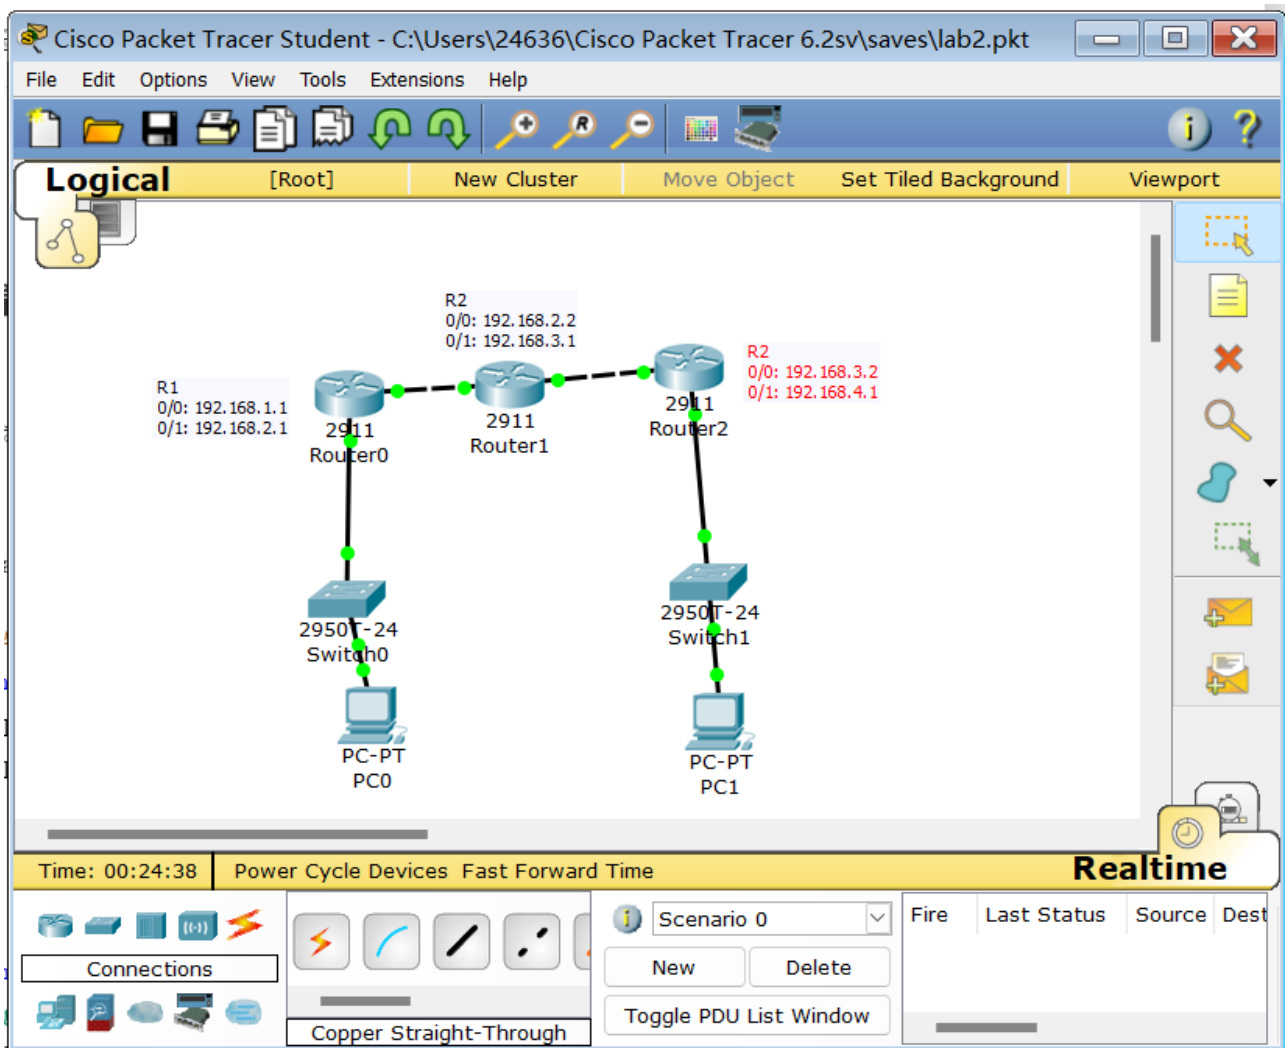 Cisco Packet Tracer Student - C:\Users\24636\Cisco Packet Tracer 6.2sv\saves\lab2.pkt
File Edit Options View Tools Extensions Help
Logical [Root] New Cluster Move Object Set Tiled Background Viewport
R2
0/0: 192.168.2.2
0/1: 192.168.3.1
R2
0/0: 192.168.3.2
0/1: 192.168.4.1
R1
0/0: 192.168.1.1
0/1: 192.168.2.1
2911
Router0
2911
Router1
2911
Router2
2950T-24
Switch0
2950T-24
Switch1
PC-PT
PC0
PC-PT
PC1
Time: 00:24:38 Power Cycle Devices Fast Forward Time Realtime
Scenario 0
Fire Last Status Source Dest
Connections
New Delete
Toggle PDU List Window
Copper Straight-Through